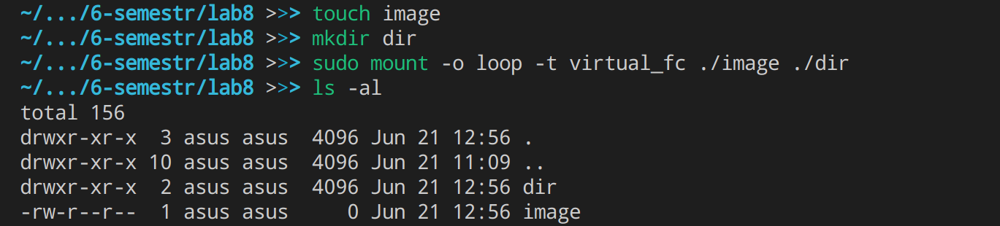 ~/.../6-semestr/lab8 >>> touch image
~/.../6-semestr/lab8 >>> mkdir dir
~/.../6-semestr/lab8 >>> sudo mount -o loop -t virtual_fc ./image ./dir
~/.../6-semestr/lab8 >>> ls -al
total 156
drwxr-xr-x  3 asus asus  4096 Jun 21 12:56 .
drwxr-xr-x 10 asus asus  4096 Jun 21 11:09 ..
drwxr-xr-x  2 asus asus  4096 Jun 21 12:56 dir
-rw-r--r--  1 asus asus     0 Jun 21 12:56 image